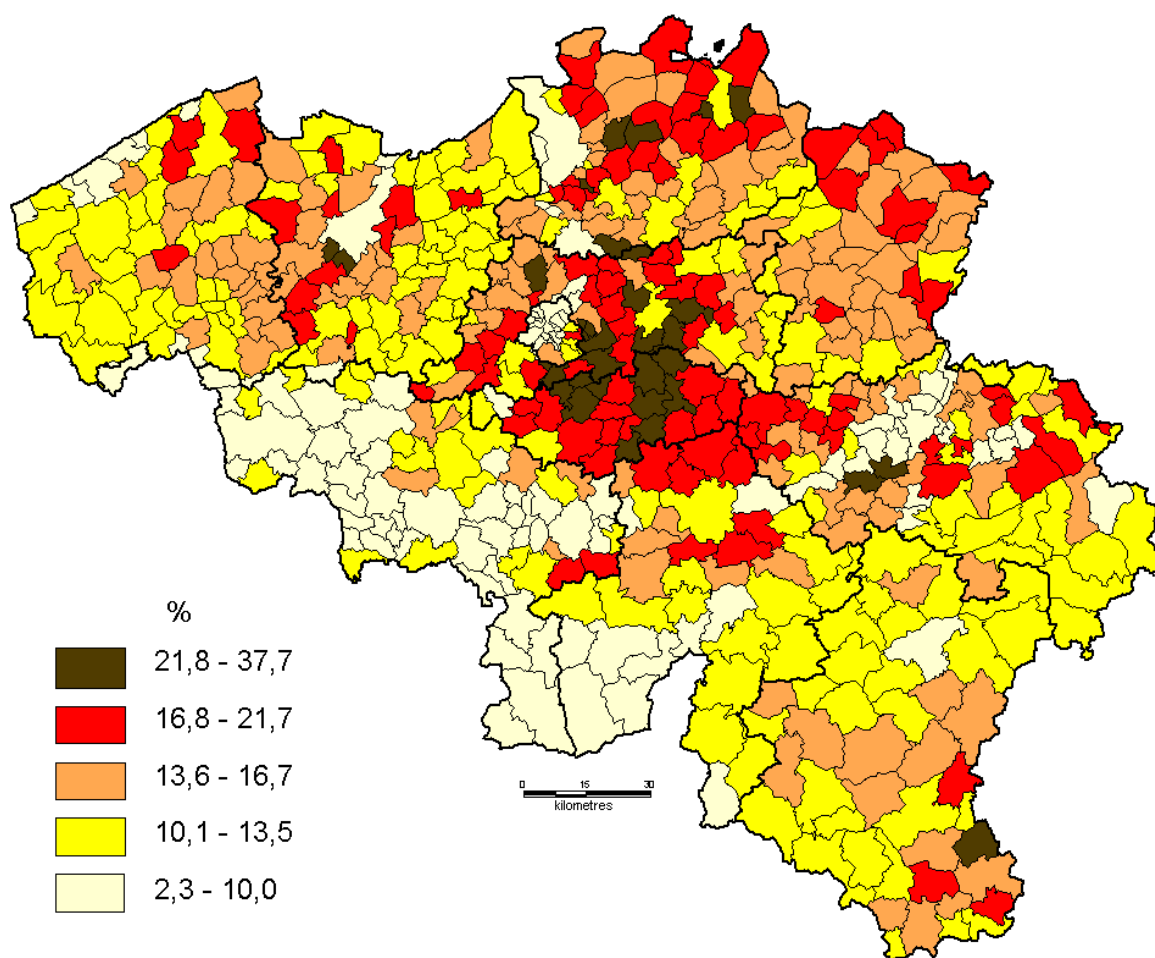 %
21,8 - 37,7
16,8 - 21,7
13,6 - 16,7
10,1 - 13,5
2,3 - 10,0
0 15 30
kilometres